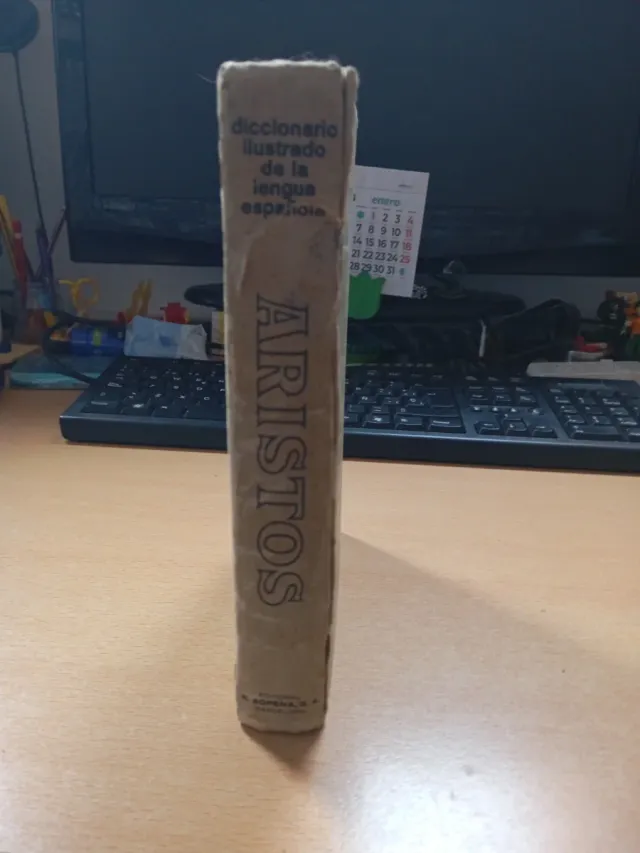 diccionario
ilustrado
de la
lengua
española
ARISTOS
SOPENA, S. A.
enero
1 2 3 4
7 8 9 10 11
14 15 16 17 18
21 22 23 24 25
28 29 30 31